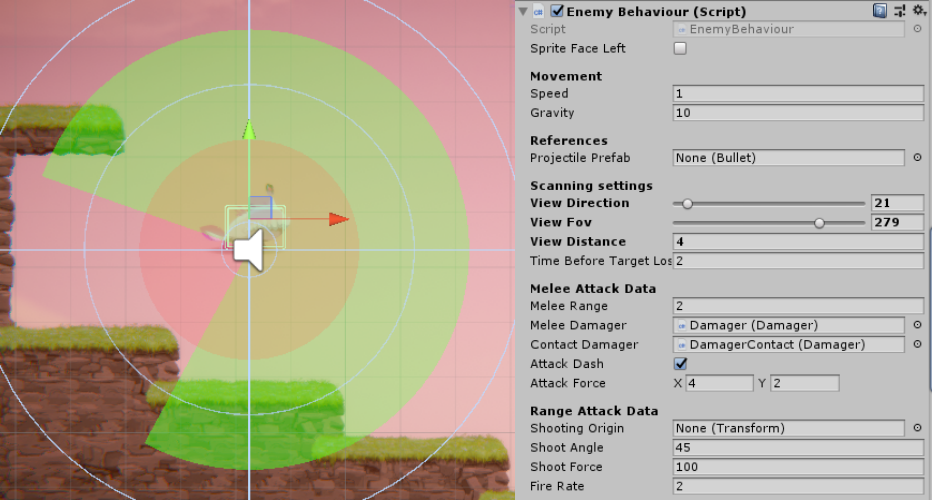 Enemy Behaviour (Script)
Script EnemyBehaviour
Sprite Face Left
Movement
Speed 1
Gravity 10
References
Projectile Prefab None (Bullet)
Scanning settings
View Direction 21
View Fov 279
View Distance 4
Time Before Target Los 2
Melee Attack Data
Melee Range 2
Melee Damager Damager (Damager)
Contact Damager DamagerContact (Damager)
Attack Dash
Attack Force X 4 Y 2
Range Attack Data
Shooting Origin None (Transform)
Shoot Angle 45
Shoot Force 100
Fire Rate 2